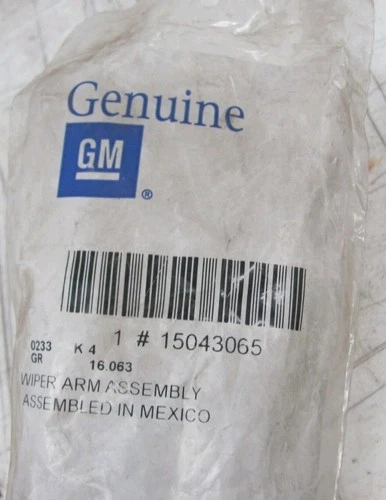 Genuine
GM
®
1 # 15043065
0233 K 4
GR 16.063
WIPER ARM ASSEMBLY
ASSEMBLED IN MEXICO